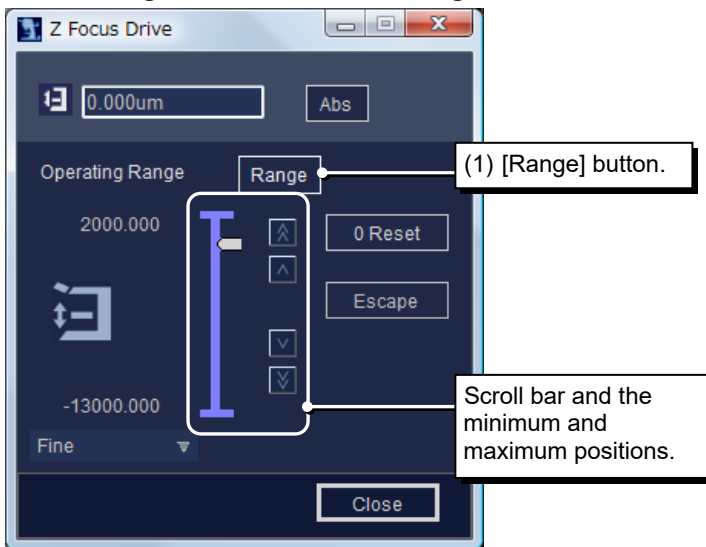 Z Focus Drive
0.000um
Abs
(1) [Range] button.
Operating Range
Range
2000.000
0 Reset
Escape
-13000.000
Scroll bar and the
minimum and
maximum positions.
Fine
Close